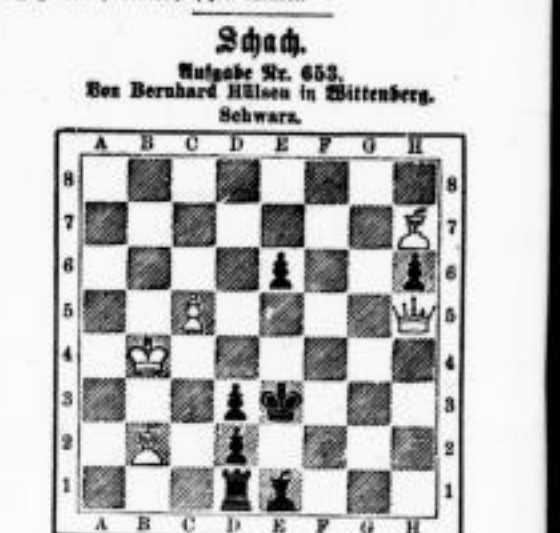 Schach.
Aufgabe Nr. 653.
Von Bernhard Hülsen in Wittenberg.
Schwarz.
A B C D E F G H
8 8
7 7
6 6
5 5
4 4
3 3
2 2
1 1
A B C D E F G H